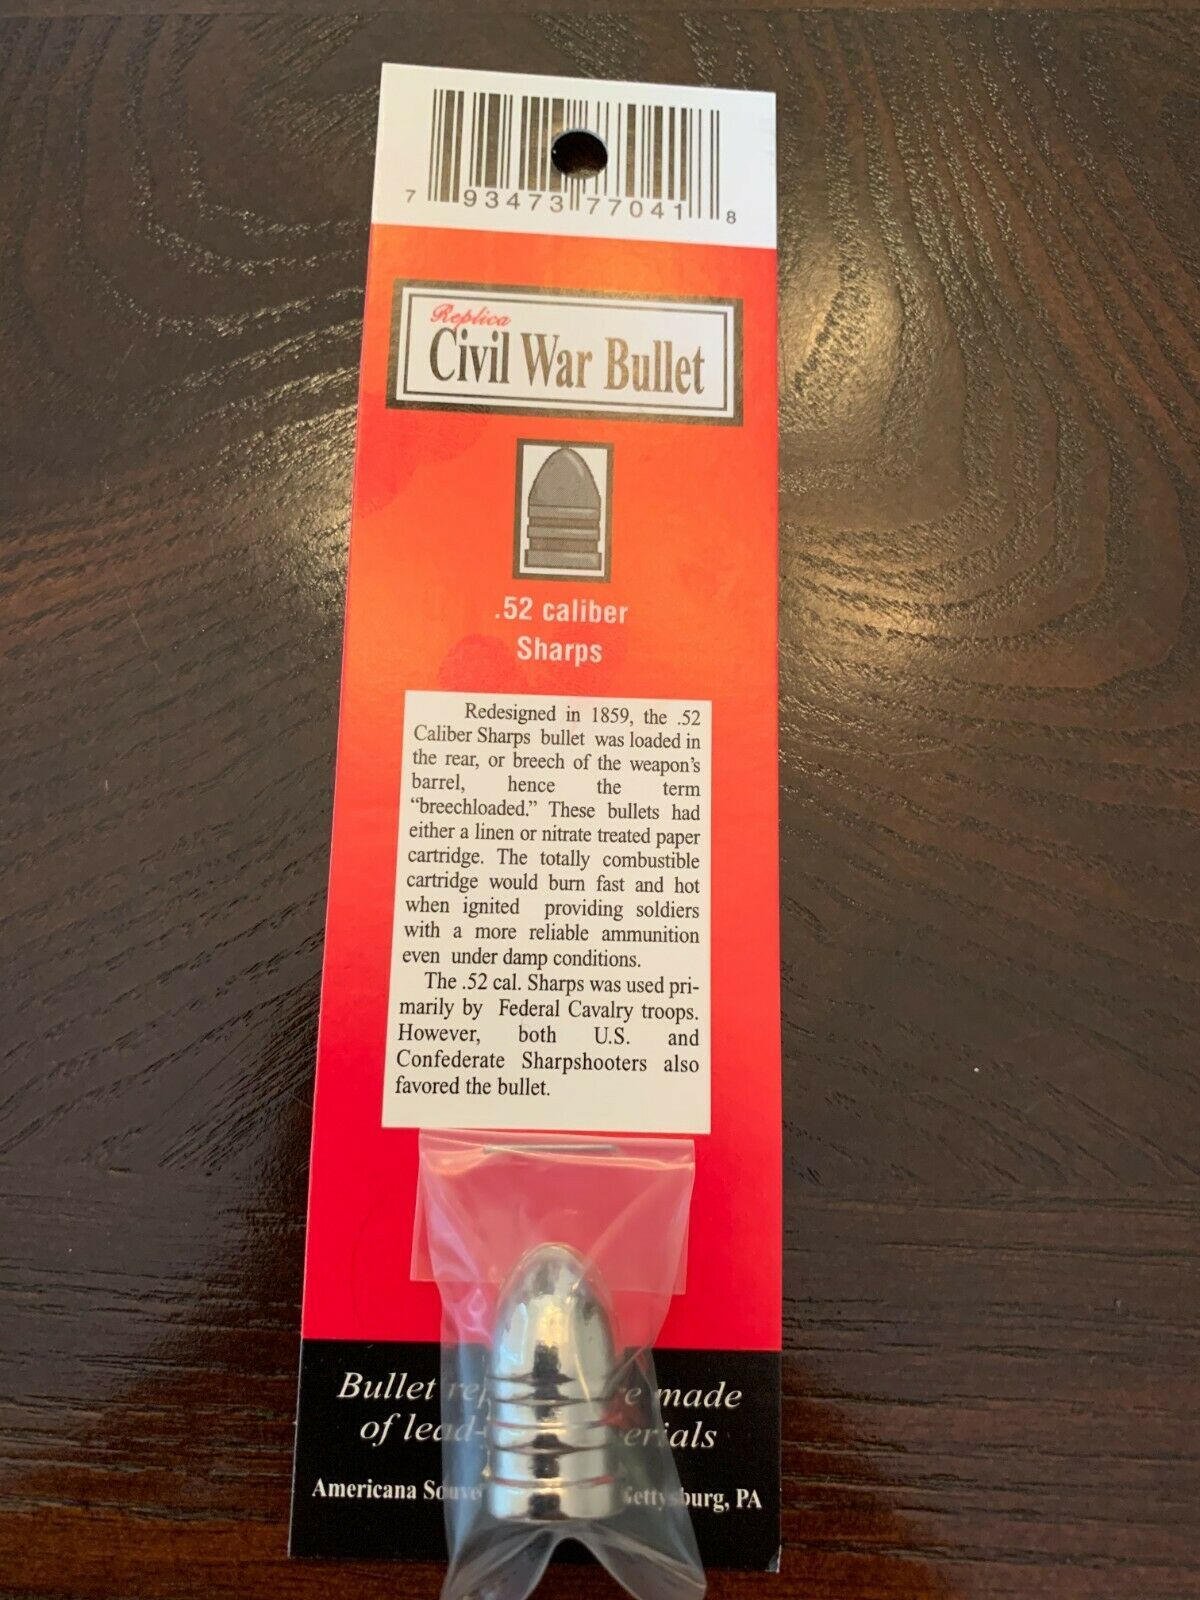 7 93473 77041 8
Replica
Civil War Bullet
.52 caliber
Sharps
Redesigned in 1859, the .52
Caliber Sharps bullet was loaded in
the rear, or breech of the weapon's
barrel, hence the term
“breechloaded.” These bullets had
either a linen or nitrate treated paper
cartridge. The totally combustible
cartridge would burn fast and hot
when ignited providing soldiers
with a more reliable ammunition
even under damp conditions.
The .52 cal. Sharps was used pri-
marily by Federal Cavalry troops.
However, both U.S. and
Confederate Sharpshooters also
favored the bullet.
Bullet made
of
Americana Gettysburg, PA